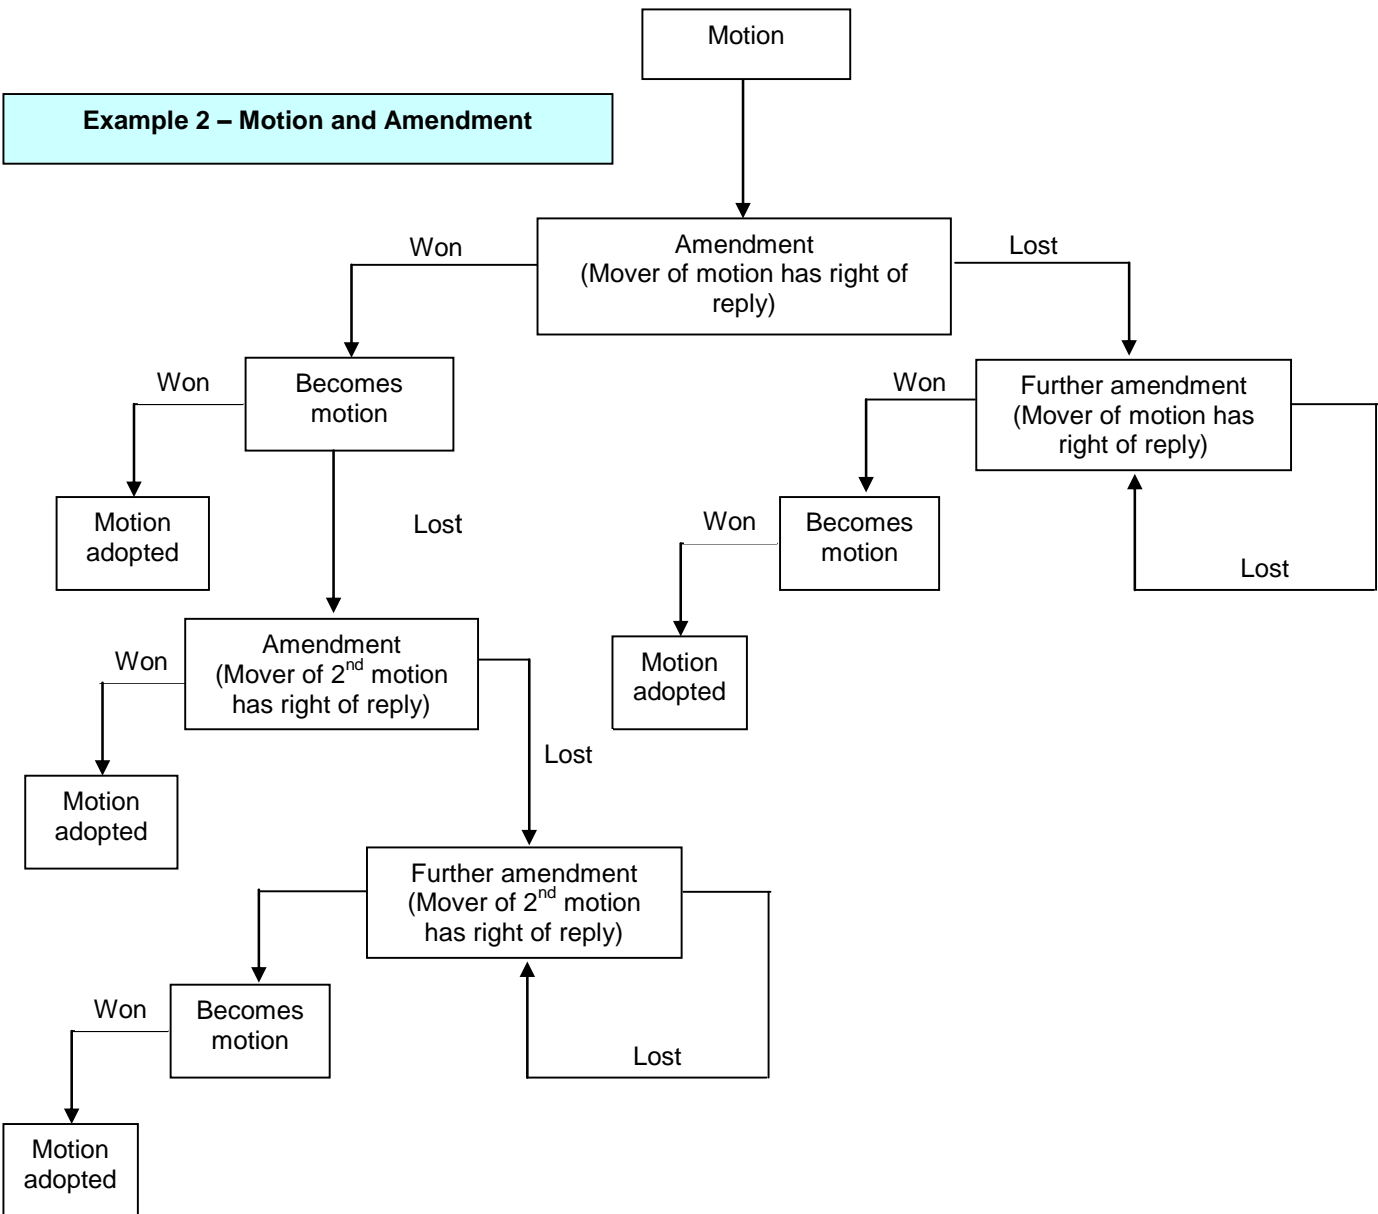 Motion
Example 2 – Motion and Amendment
Won
Amendment
(Mover of motion has right of
reply)
Lost
Won
Becomes
motion
Won
Further amendment
(Mover of motion has
right of reply)
Motion
adopted
Lost
Won
Becomes
motion
Lost
Won
Amendment
(Mover of 2nd motion
has right of reply)
Motion
adopted
Lost
Motion
adopted
Further amendment
(Mover of 2nd motion
has right of reply)
Won
Becomes
motion
Lost
Motion
adopted